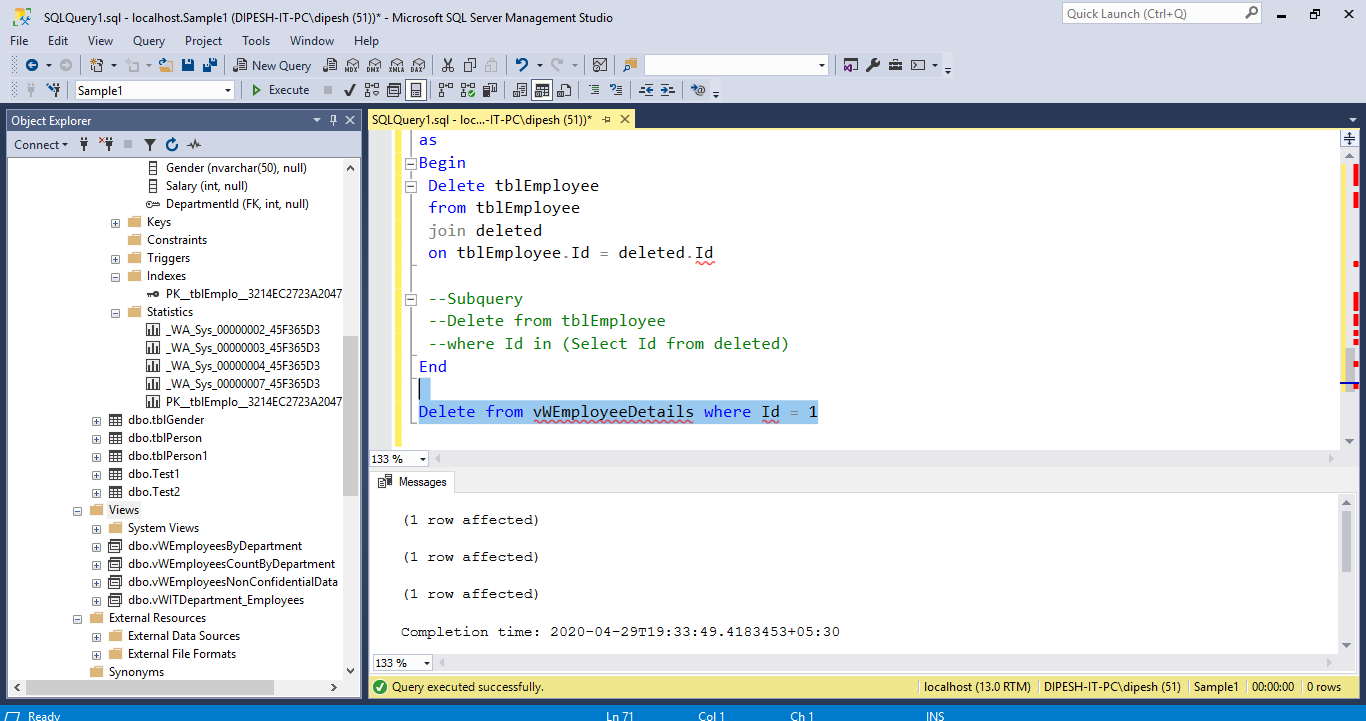 SQLQuery1.sql - localhost.Sample1 (DIPESH-IT-PC\dipesh (51))* - Microsoft SQL Server Management Studio
Quick Launch (Ctrl+Q)
File Edit View Query Project Tools Window Help
New Query
MDX DMX XMLA DAX
Sample1
Execute
Object Explorer
SQLQuery1.sql - loc...-IT-PC\dipesh (51))*
Connect
Gender (nvarchar(50), null)
Salary (int, null)
DepartmentId (FK, int, null)
Keys
Constraints
Triggers
Indexes
PK__tblEmplo__3214EC2723A2047
Statistics
_WA_Sys_00000002_45F365D3
_WA_Sys_00000003_45F365D3
_WA_Sys_00000004_45F365D3
_WA_Sys_00000007_45F365D3
PK__tblEmplo__3214EC2723A2047
dbo.tblGender
dbo.tblPerson
dbo.tblPerson1
dbo.Test1
dbo.Test2
Views
System Views
dbo.vWEmployeesByDepartment
dbo.vWEmployeesCountByDepartment
dbo.vWEmployeesNonConfidentialData
dbo.vWITDepartment_Employees
External Resources
External Data Sources
External File Formats
Synonyms
as
Begin
Delete tblEmployee
from tblEmployee
join deleted
on tblEmployee.Id = deleted.Id
--Subquery
--Delete from tblEmployee
--where Id in (Select Id from deleted)
End
Delete from vWEmployeeDetails where Id = 1
133 %
Messages
(1 row affected)
(1 row affected)
(1 row affected)
Completion time: 2020-04-29T19:33:49.4183453+05:30
133 %
Query executed successfully.
localhost (13.0 RTM) DIPESH-IT-PC\dipesh (51) Sample1 00:00:00 0 rows
Ready
Ln 71 Col 1 Ch 1 INS